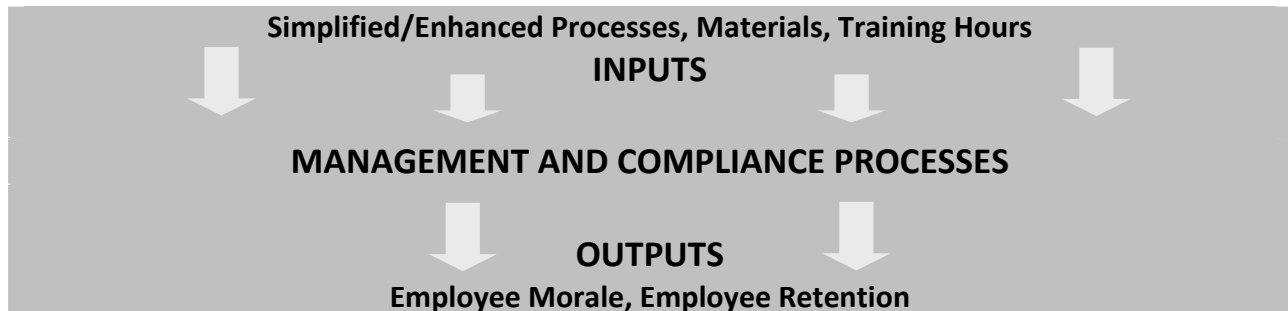 Simplified/Enhanced Processes, Materials, Training Hours
INPUTS
MANAGEMENT AND COMPLIANCE PROCESSES
OUTPUTS
Employee Morale, Employee Retention